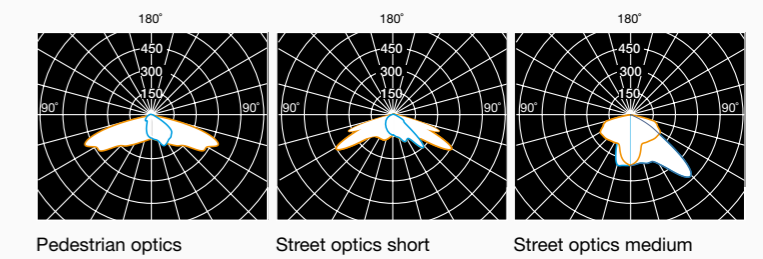 180˚ 180˚ 180˚
450 450 450
300 300 300
150 150 150
90˚ 90˚ 90˚ 90˚ 90˚ 90˚
Pedestrian optics Street optics short Street optics medium